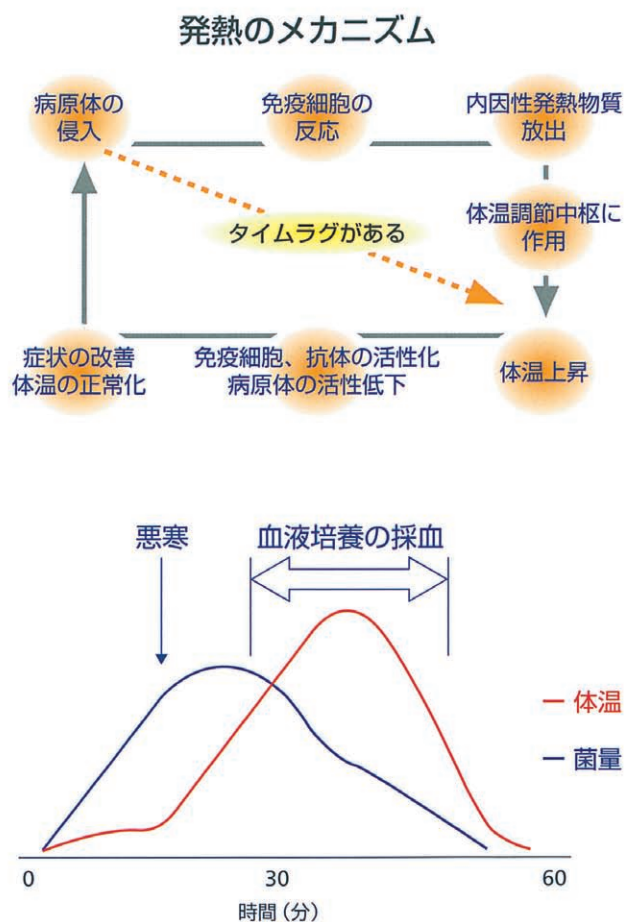 発熱のメカニズム
病原体の
侵入
免疫細胞の
反応
内因性発熱物質
放出
体温調節中枢に
作用
タイムラグがある
症状の改善
体温の正常化
免疫細胞、抗体の活性化
病原体の活性低下
体温上昇
悪寒
血液培養の採血
体温
菌量
0
30
60
時間（分）